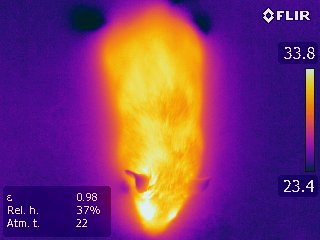 FLIR
33.8
23.4
ε 0.98
Rel. h. 37%
Atm. t. 22